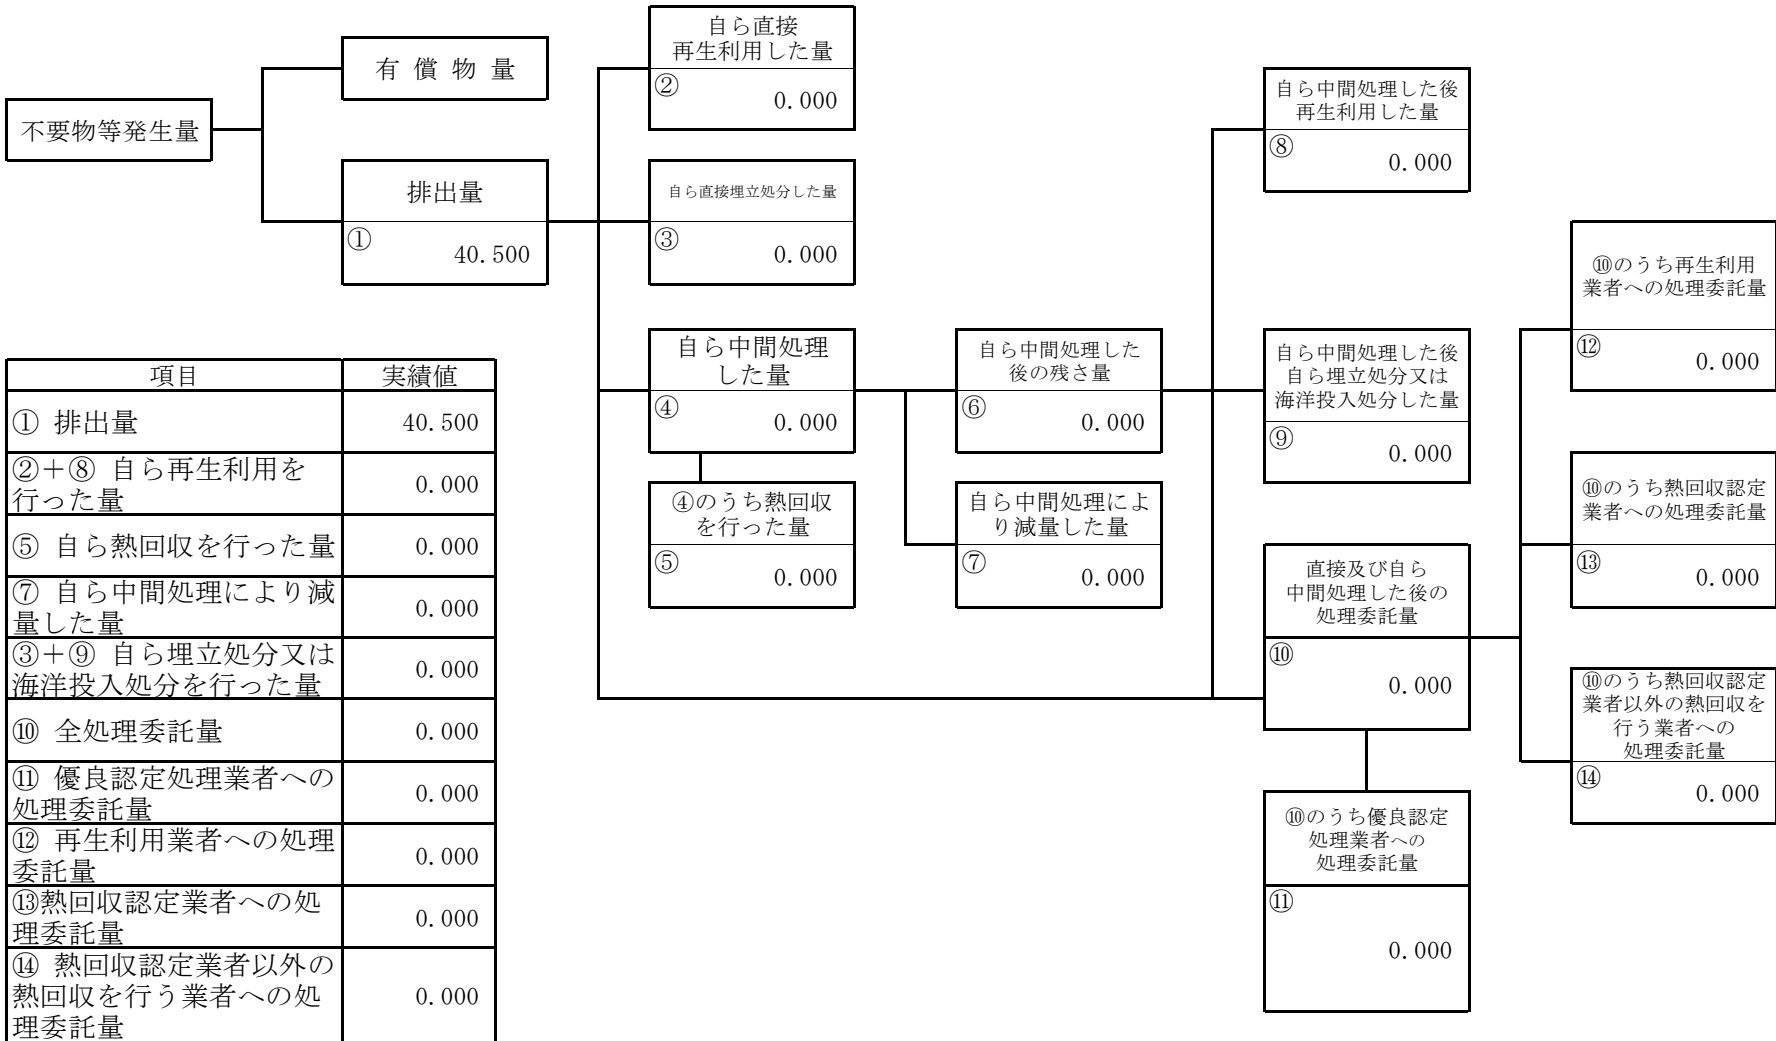 不要物等発生量
有 償 物 量
排出量
① 40.500
自ら直接
再生利用した量
② 0.000
自ら直接埋立処分した量
③ 0.000
自ら中間処理
した量
④ 0.000
④のうち熱回収
を行った量
⑤ 0.000
自ら中間処理した
後の残さ量
⑥ 0.000
自ら中間処理によ
り減量した量
⑦ 0.000
自ら中間処理した後
再生利用した量
⑧ 0.000
自ら中間処理した後
自ら埋立処分又は
海洋投入処分した量
⑨ 0.000
直接及び自ら
中間処理した後の
処理委託量
⑩ 0.000
⑩のうち優良認定
処理業者への
処理委託量
⑪ 0.000
⑩のうち再生利用
業者への処理委託量
⑫ 0.000
⑩のうち熱回収認定
業者への処理委託量
⑬ 0.000
⑩のうち熱回収認定
業者以外の熱回収を
行う業者への
処理委託量
⑭ 0.000
項目 実績値
① 排出量 40.500
②＋⑧ 自ら再生利用を
行った量 0.000
⑤ 自ら熱回収を行った量 0.000
⑦ 自ら中間処理により減
量した量 0.000
③＋⑨ 自ら埋立処分又は
海洋投入処分を行った量 0.000
⑩ 全処理委託量 0.000
⑪ 優良認定処理業者への
処理委託量 0.000
⑫ 再生利用業者への処理
委託量 0.000
⑬熱回収認定業者への処
理委託量 0.000
⑭ 熱回収認定業者以外の
熱回収を行う業者への処
理委託量 0.000